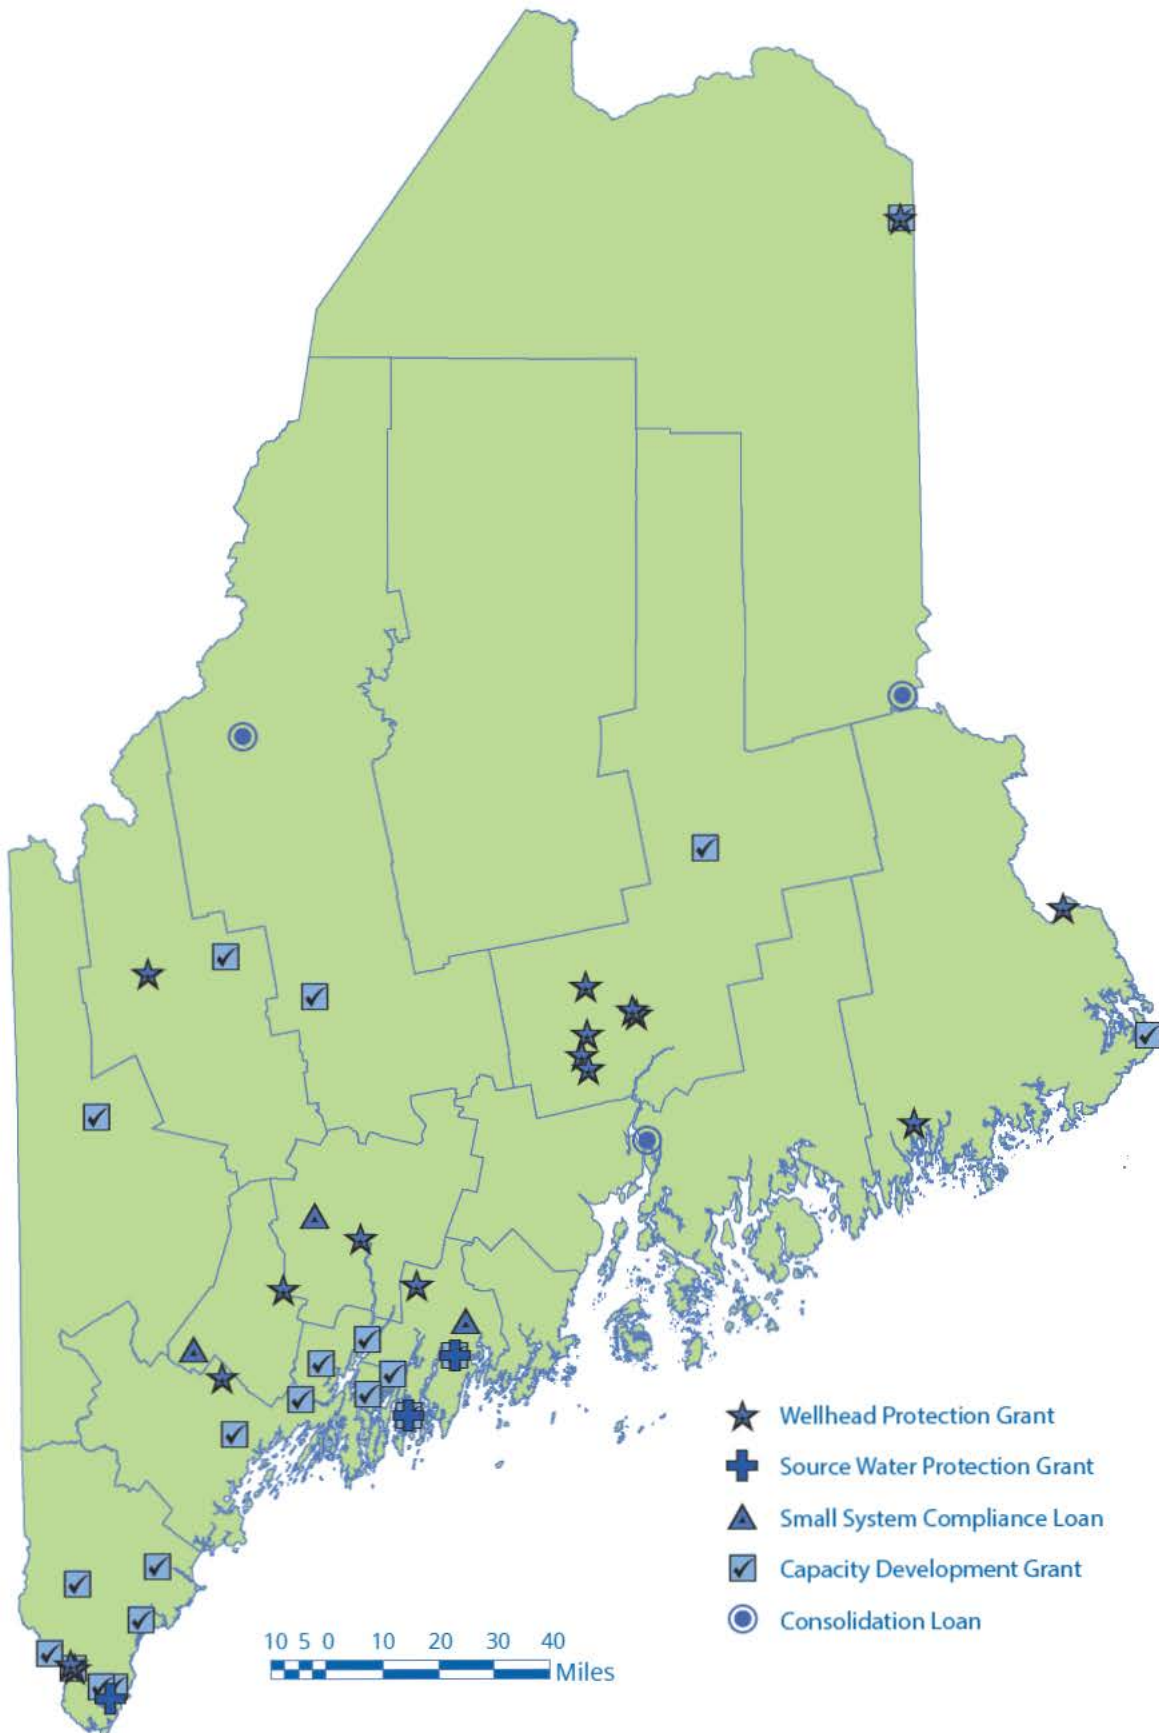 Wellhead Protection Grant
Source Water Protection Grant
Small System Compliance Loan
Capacity Development Grant
Consolidation Loan
10 5 0 10 20 30 40
Miles